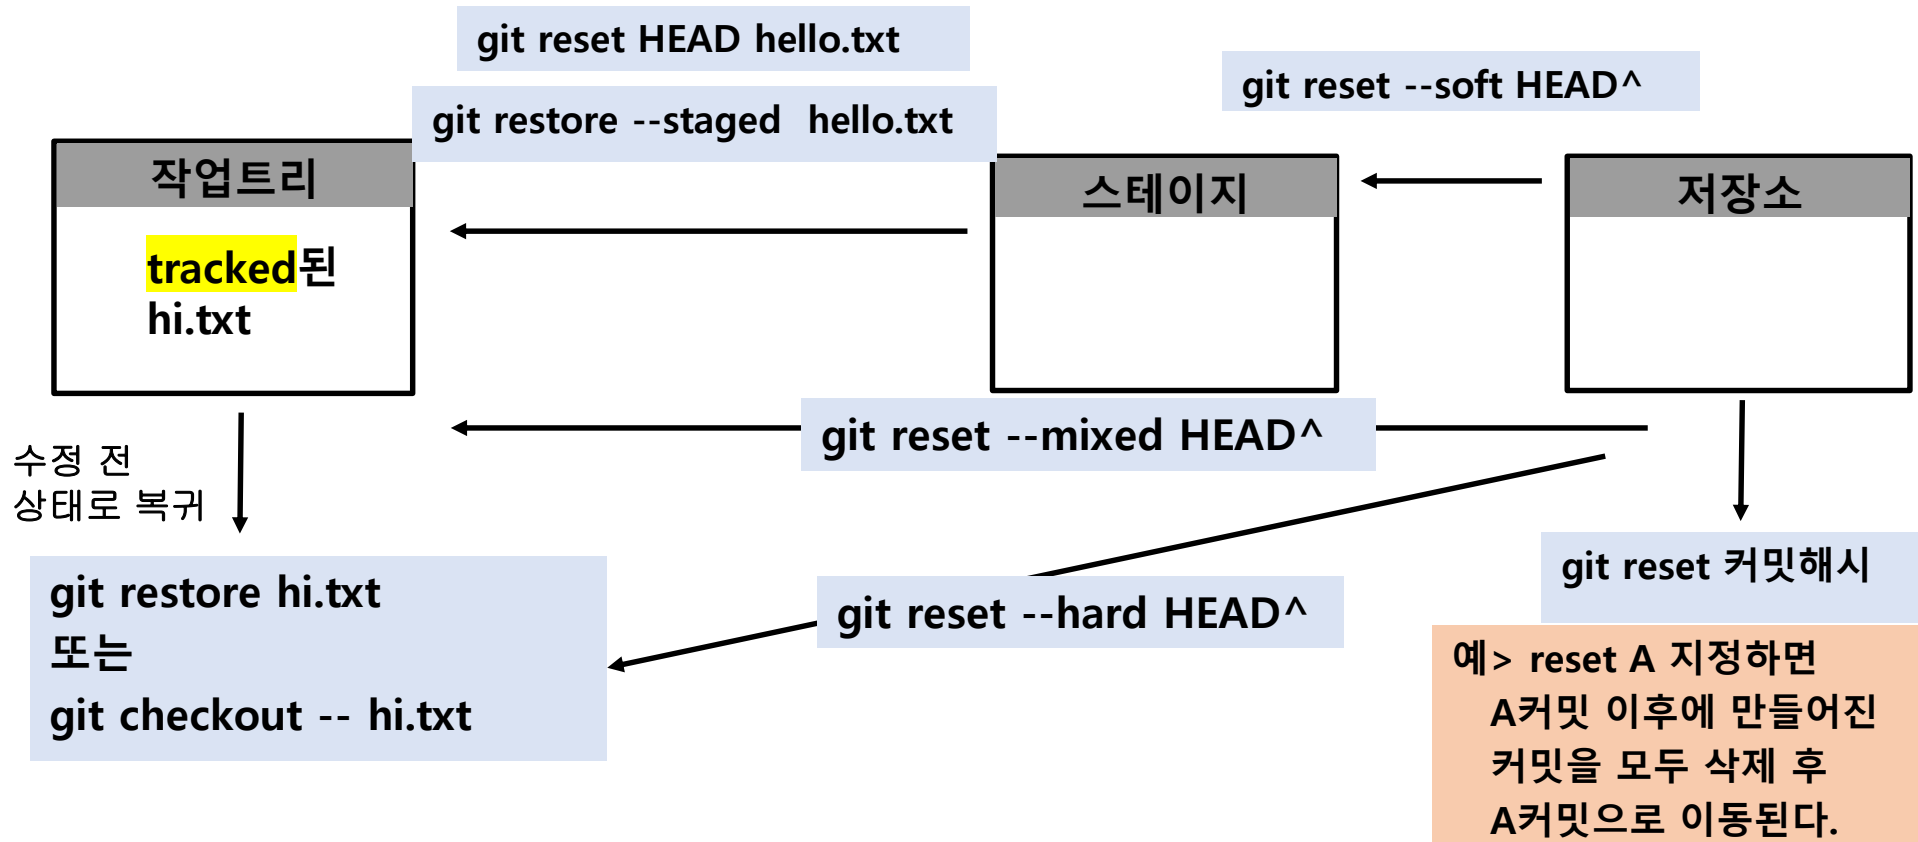 git reset HEAD hello.txt
git reset --soft HEAD^
git restore --staged hello.txt
작업트리
스테이지
저장소
tracked된
hi.txt
git reset --mixed HEAD^
수정 전
상태로 복귀
git reset 커밋해시
git restore hi.txt
또는
git checkout -- hi.txt
git reset --hard HEAD^
예> reset A 지정하면
A커밋 이후에 만들어진
커밋을 모두 삭제 후
A커밋으로 이동된다.